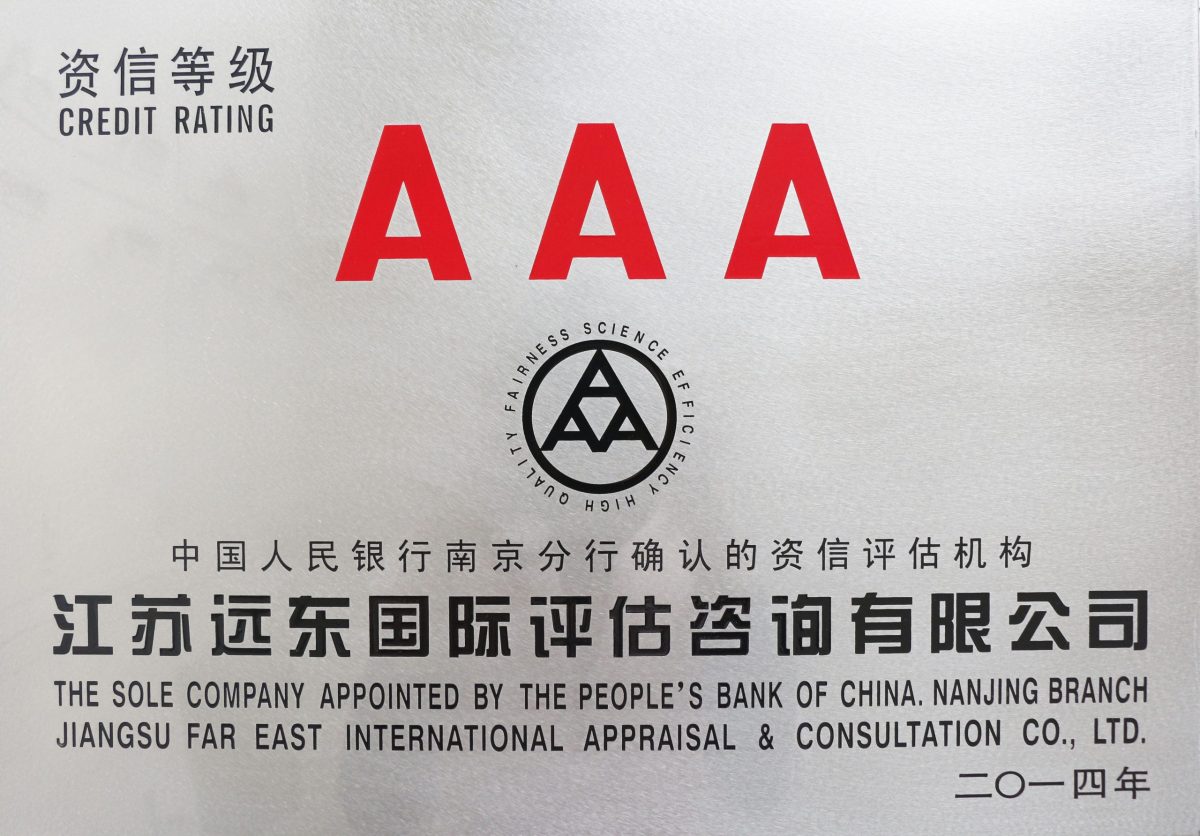 资信等级
CREDIT RATING
A A A
FAIRNESS SCIENCE EFFICIENCY HIGH QUALITY
AAA
中国人民银行南京分行确认的资信评估机构
江苏远东国际评估咨询有限公司
THE SOLE COMPANY APPOINTED BY THE PEOPLE'S BANK OF CHINA. NANJING BRANCH
JIANGSU FAR EAST INTERNATIONAL APPRAISAL & CONSULTATION CO., LTD.
二〇一四年